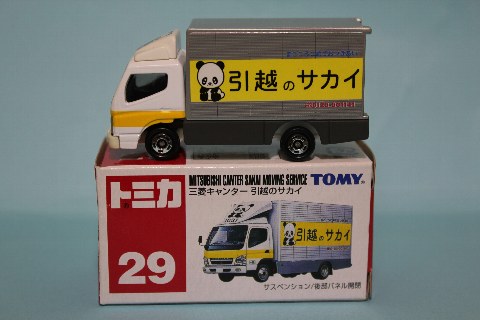 引越のサカイ
トミカ
MITSUBISHI CANTER SAKAI MOVING SERVICE
TOMY
三菱キャンター 引越のサカイ
引越のサカイ
29
サスペンション/後部パネル開閉